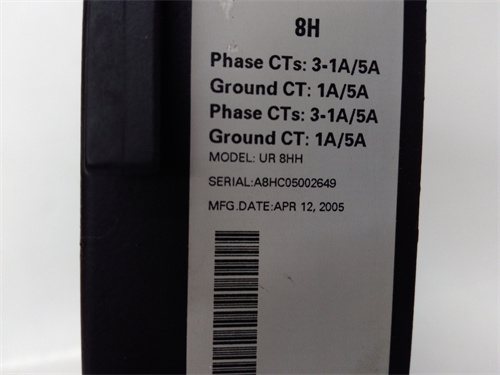 8H
Phase CTs: 3-1A/5A
Ground CT: 1A/5A
Phase CTs: 3-1A/5A
Ground CT: 1A/5A
MODEL: UR 8HH
SERIAL:A8HC05002649
MFG.DATE:APR 12, 2005